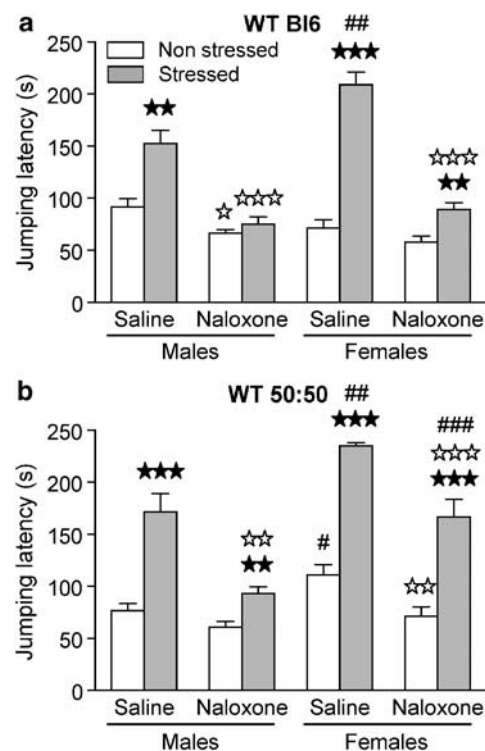 a
WT Bl6
Non stressed
Stressed
Jumping latency (s)
250
200
150
100
50
0
★★
☆ ☆☆☆
##
★★★
☆☆☆
★★
Saline Naloxone Saline Naloxone
Males Females
b
WT 50:50
Jumping latency (s)
250
200
150
100
50
0
★★★
☆☆
★★
#
##
★★★
☆☆
###
☆☆☆
★★★
Saline Naloxone Saline Naloxone
Males Females